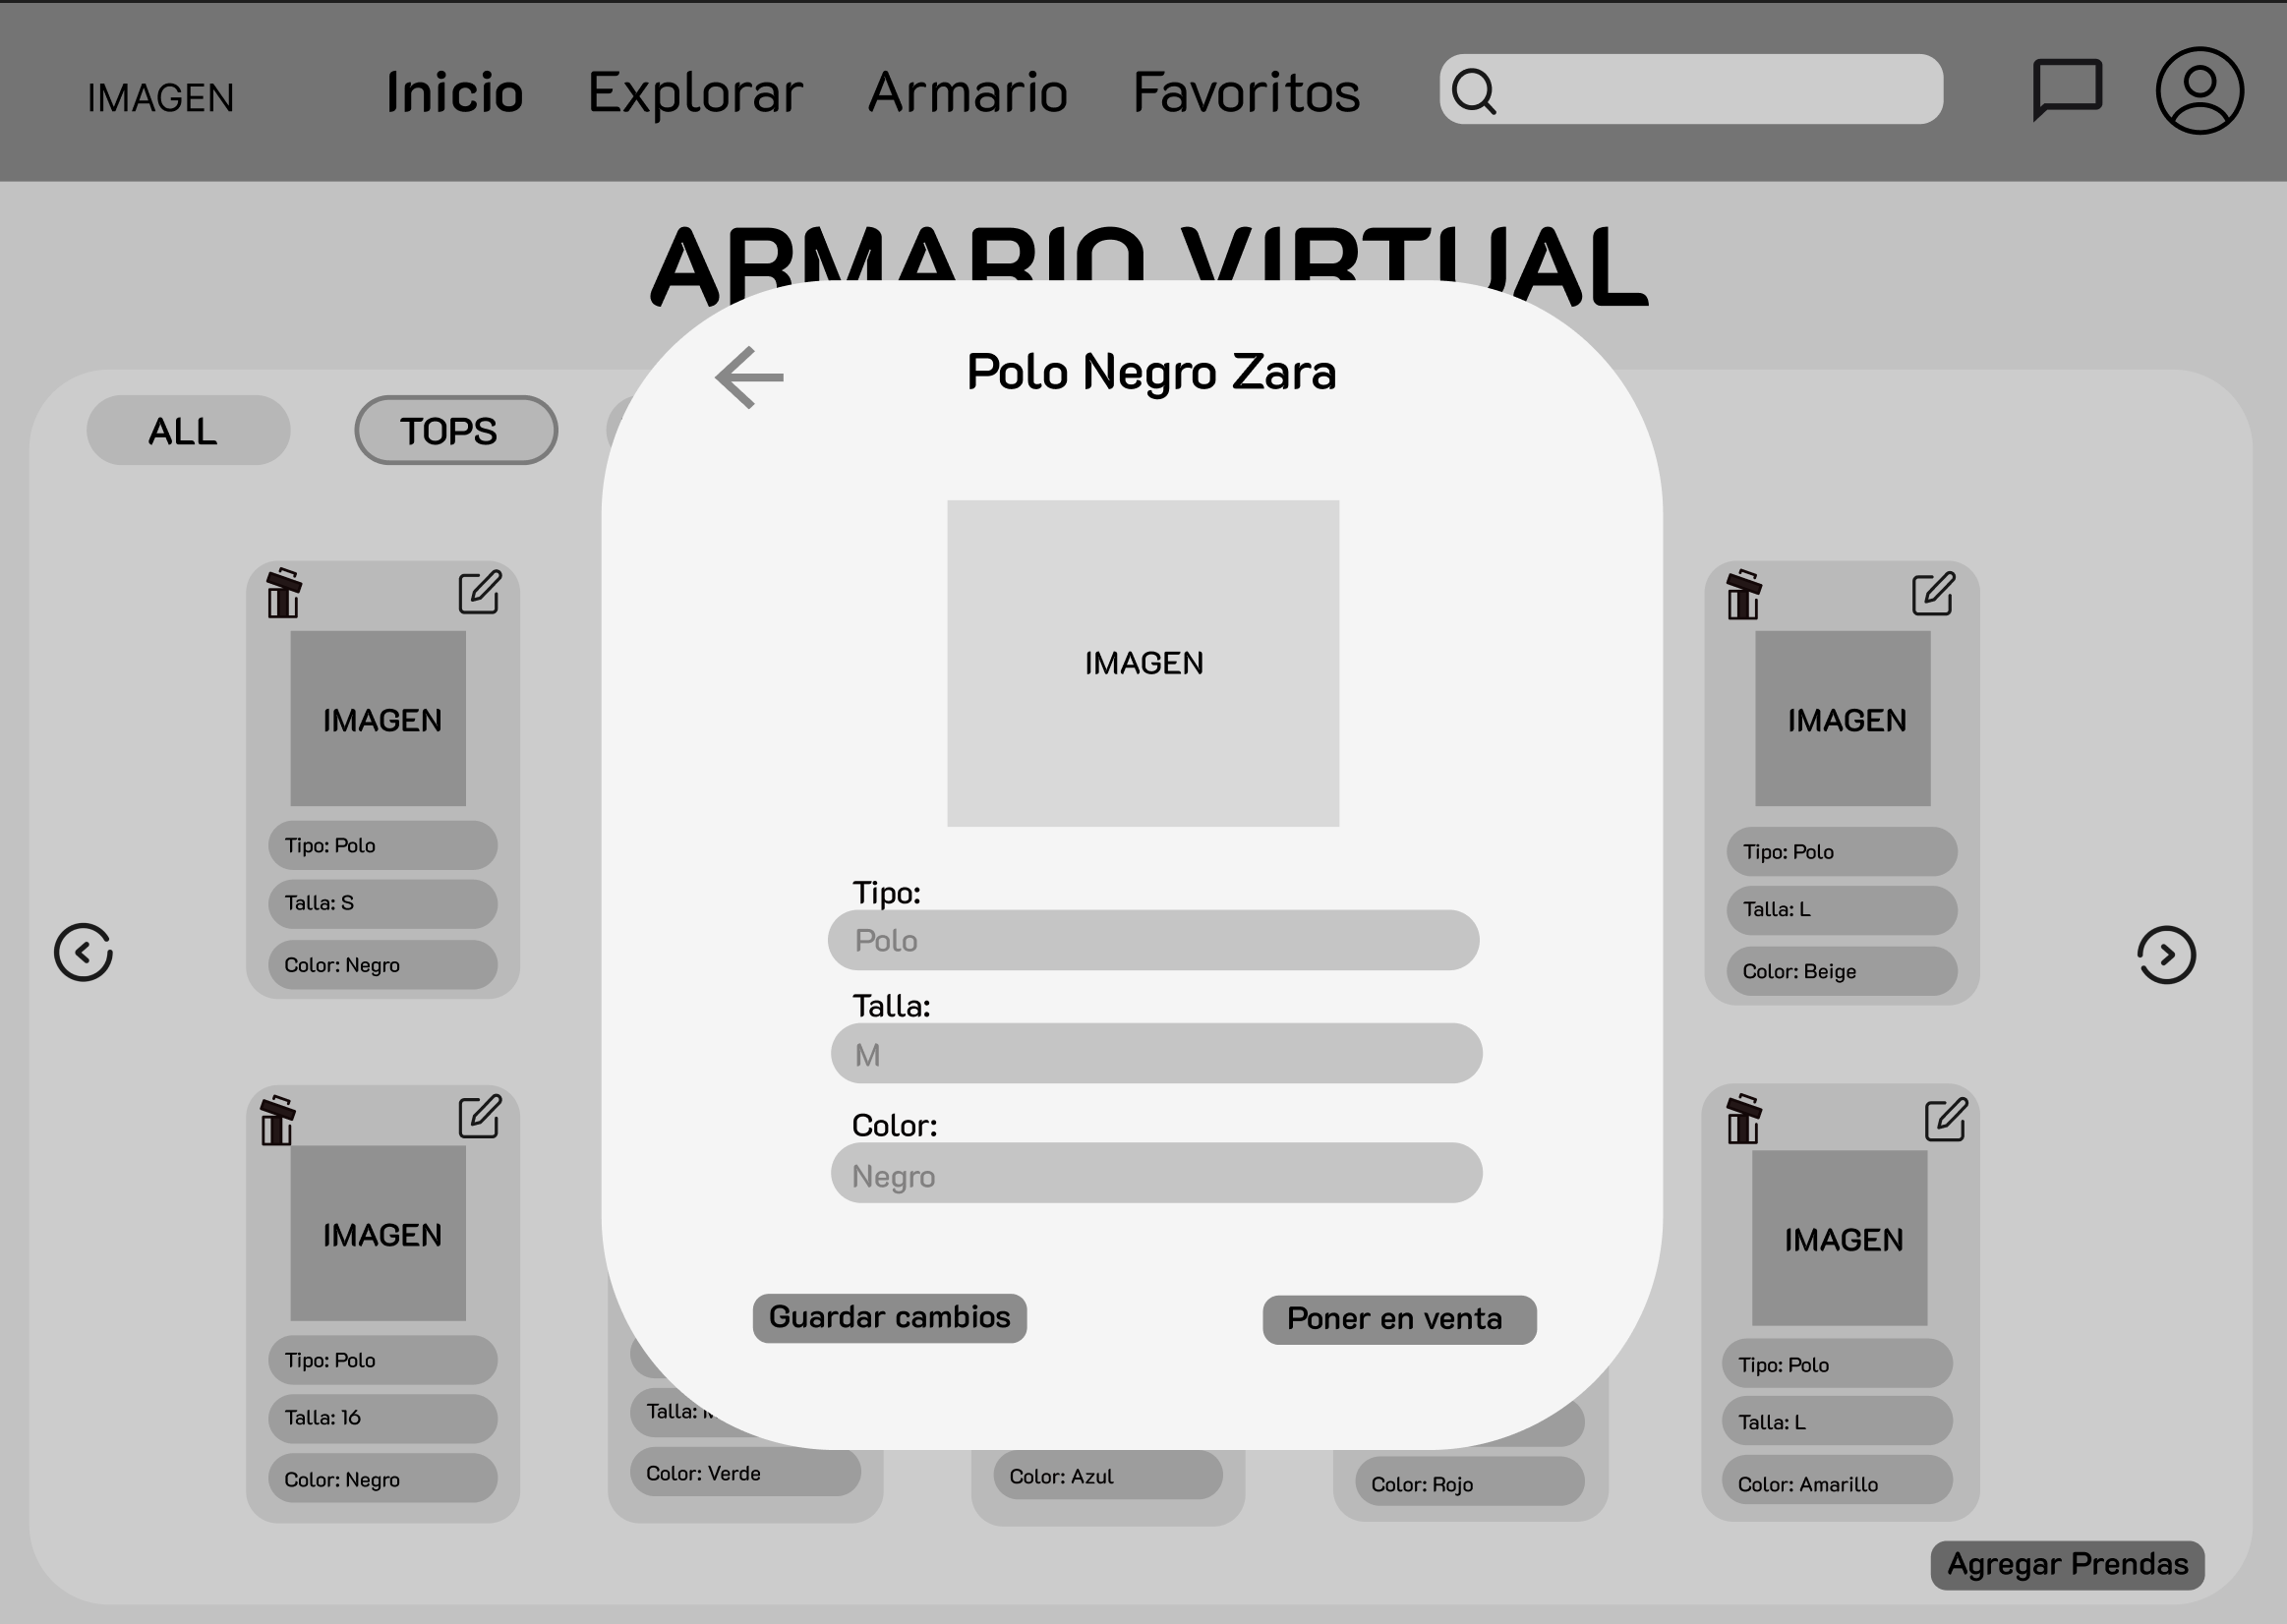 IMAGEN
Inicio
Explorar
Armario
Favoritos
ARMARIO VIRTUAL
ALL
TOPS
Polo Negro Zara
IMAGEN
Tipo:
Polo
Talla:
M
Color:
Negro
Guardar cambios
Poner en venta
IMAGEN
Tipo: Polo
Talla: S
Color: Negro
IMAGEN
Tipo: Polo
Talla: L
Color: Beige
IMAGEN
Tipo: Polo
Talla: 16
Color: Negro
Talla:
Color: Verde
Color: Azul
Color: Rojo
IMAGEN
Tipo: Polo
Talla: L
Color: Amarillo
Agregar Prendas